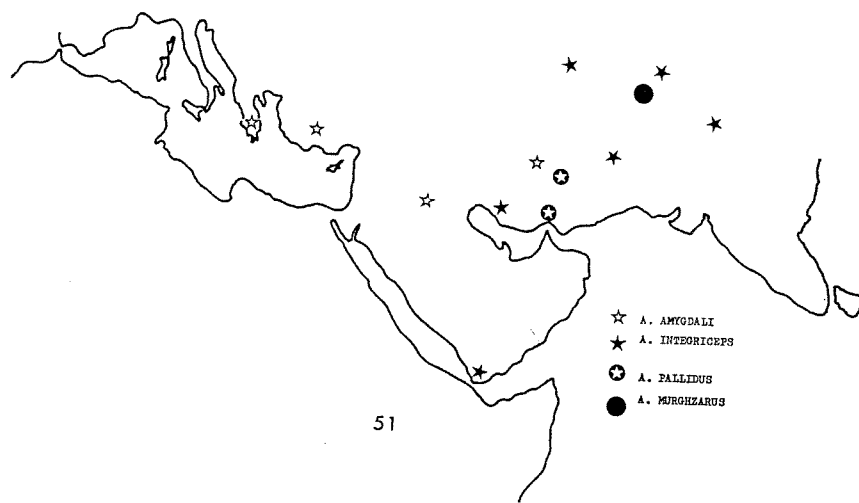 A. AMYGDALI
A. INTEGRICEPS
A. PALLIDUS
A. MURGHZARUS
51